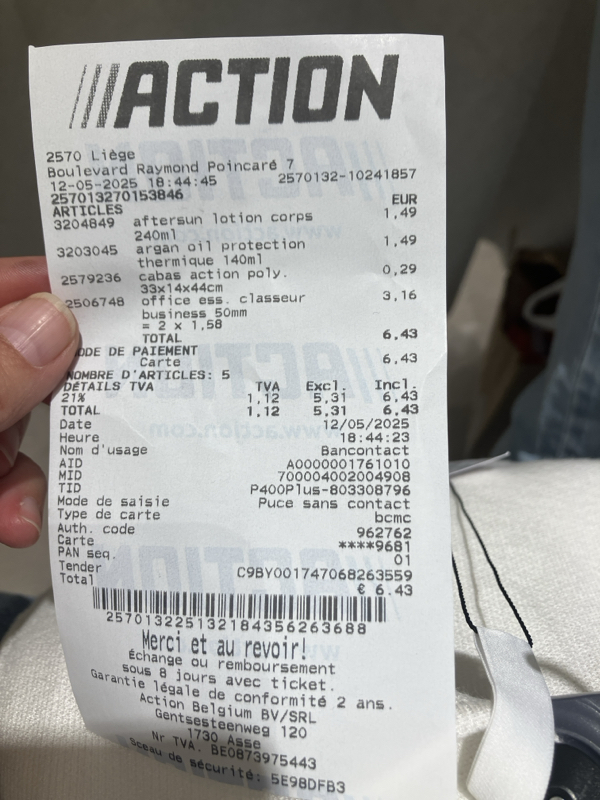 ACTION
2570 Liège
Boulevard Raymond Poincaré 7
12-05-2025 18:44:45 2570132-10241857
257013270153846
ARTICLES EUR
3204849 aftersun lotion corps 1,49
240ml
3203045 argan oil protection 1,49
thermique 140ml
2579236 cabas action poly. 0,29
33x14x44cm
2506748 office ess. classeur 3,16
business 50mm
= 2 x 1,58
TOTAL 6,43
ODE DE PAIEMENT
Carte 6,43
NOMBRE D'ARTICLES: 5
DÉTAILS TVA TVA Excl. Incl.
21% 1,12 5,31 6,43
TOTAL 1,12 5,31 6,43
Date 12/05/2025
Heure 18:44:23
Nom d'usage Bancontact
AID A0000001761010
MID 700004002004908
TID P400Plus-803308796
Mode de saisie Puce sans contact
Type de carte bcmc
Auth. code 962762
Carte ****9681
PAN seq. 01
Tender C9BY001747068263559
Total € 6.43
257013225132184356263688
Merci et au revoir!
Échange ou remboursement
sous 8 jours avec ticket.
Garantie légale de conformité 2 ans.
Action Belgium BV/SRL
Gentsesteenweg 120
1730 Asse
Nr TVA. BE0873975443
Sceau de sécurité: 5E98DFB3